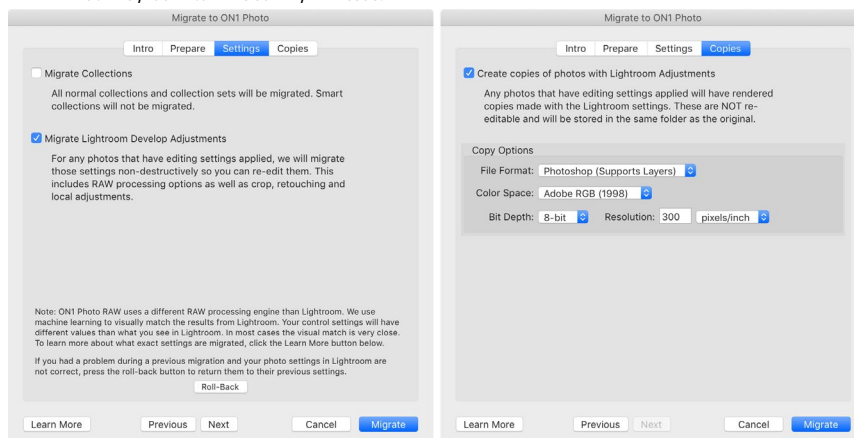 Migrate to ON1 Photo
Intro Prepare Settings Copies
Migrate Collections
All normal collections and collection sets will be migrated. Smart
collections will not be migrated.
Migrate Lightroom Develop Adjustments
For any photos that have editing settings applied, we will migrate
those settings non-destructively so you can re-edit them. This
includes RAW processing options as well as crop, retouching and
local adjustments.
Note: ON1 Photo RAW uses a different RAW processing engine than Lightroom. We use
machine learning to visually match the results from Lightroom. Your control settings will have
different values than what you see in Lightroom. In most cases the visual match is very close.
To learn more about what exact settings are migrated, click the Learn More button below.
If you had a problem during a previous migration and your photo settings in Lightroom are
not correct, press the roll-back button to return them to their previous settings.
Roll-Back
Learn More Previous Next Cancel Migrate
Migrate to ON1 Photo
Intro Prepare Settings Copies
Create copies of photos with Lightroom Adjustments
Any photos that have editing settings applied will have rendered
copies made with the Lightroom settings. These are NOT re-
editable and will be stored in the same folder as the original.
Copy Options
File Format: Photoshop (Supports Layers)
Color Space: Adobe RGB (1998)
Bit Depth: 8-bit Resolution: 300 pixels/inch
Learn More Previous Next Cancel Migrate